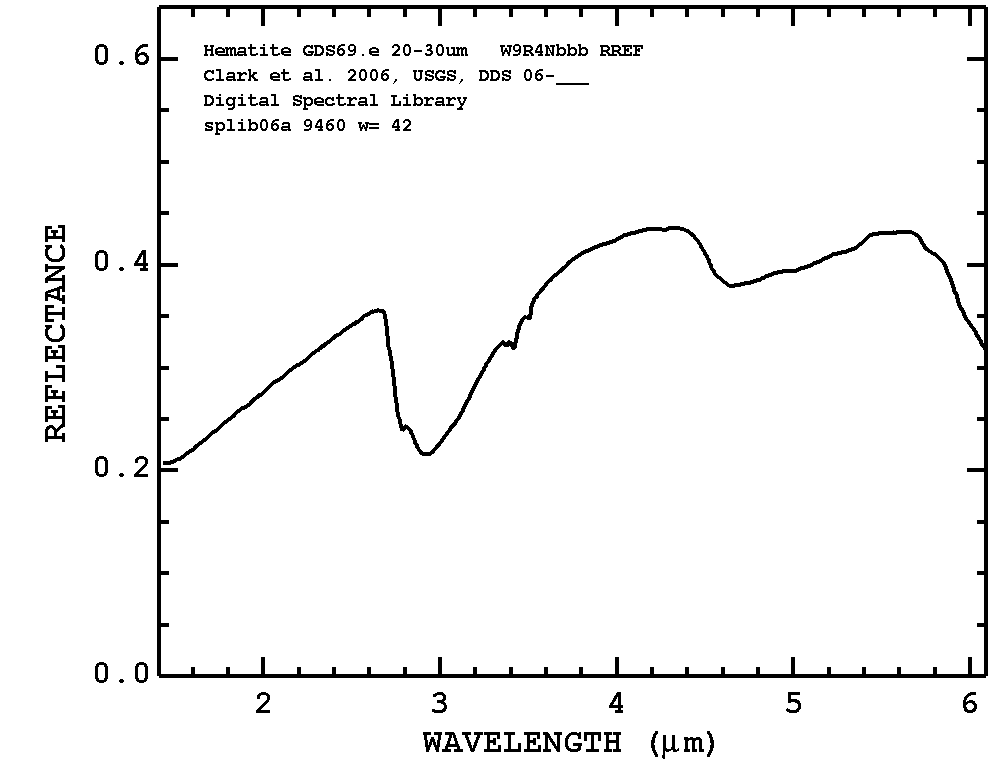 Hematite GDS69.e 20-30um W9R4Nbbb RREF
Clark et al. 2006, USGS, DDS 06-___
Digital Spectral Library
splib06a 9460 w= 42
REFLECTANCE
0.6
0.4
0.2
0.0
2 3 4 5 6
WAVELENGTH (μm)